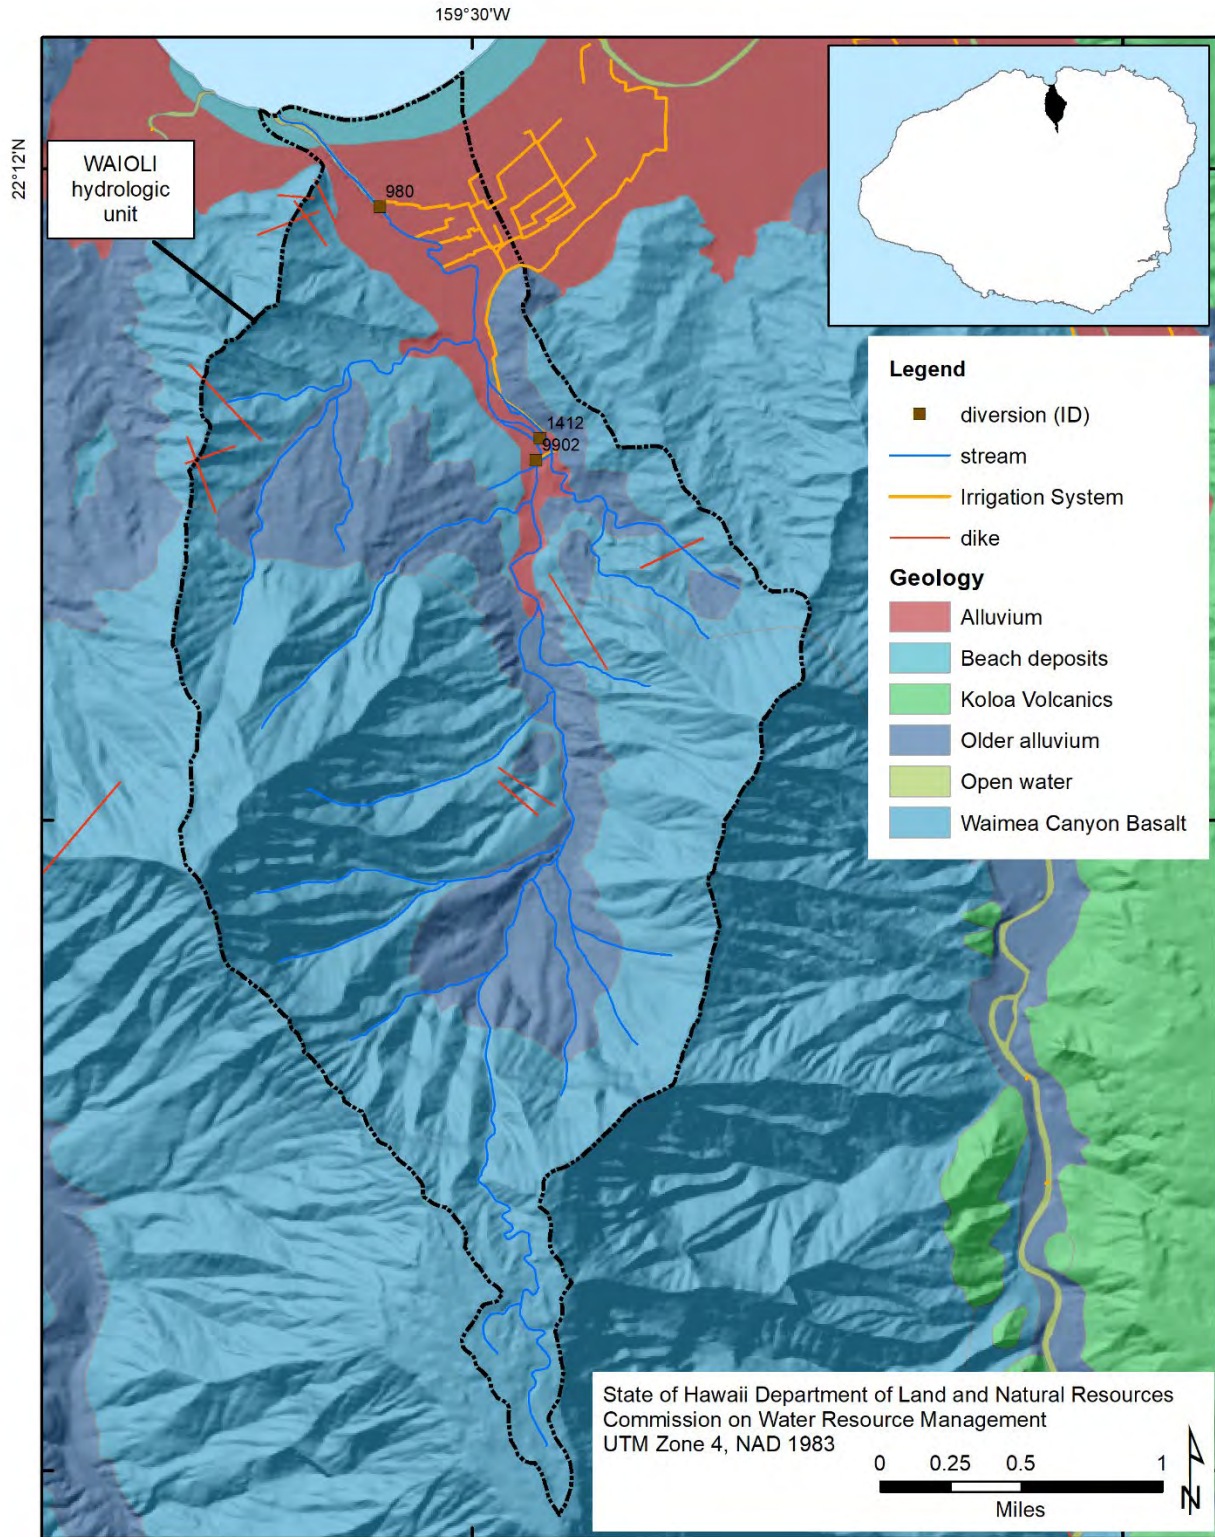 159°30'W
22°12'N
WAIOLI
hydrologic
unit
980
1412
9902
Legend
diversion (ID)
stream
Irrigation System
dike
Geology
Alluvium
Beach deposits
Koloa Volcanics
Older alluvium
Open water
Waimea Canyon Basalt
State of Hawaii Department of Land and Natural Resources
Commission on Water Resource Management
UTM Zone 4, NAD 1983
0 0.25 0.5 1
Miles
N